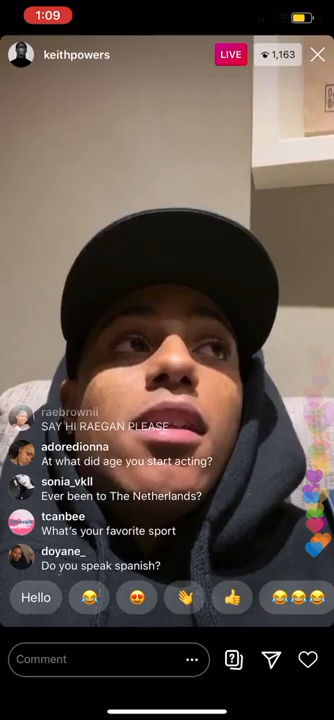 1:09
keithpowers
LIVE
1,163
raebrownii
SAY HI RAEGAN PLEASE
adoredionna
At what did age you start acting?
sonia_vkll
Ever been to The Netherlands?
tcanbee
What's your favorite sport
doyane_
Do you speak spanish?
Hello
Comment